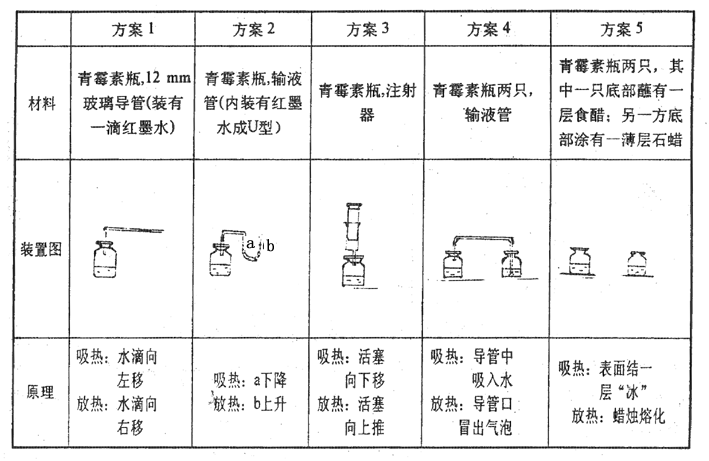 方案1 方案2 方案3 方案4 方案5
材料
青霉素瓶,12 mm
玻璃导管(装有
一滴红墨水)
青霉素瓶,输液
管(内装有红墨
水成U型)
青霉素瓶,注射
器
青霉素瓶两只,
输液管
青霉素瓶两只,其
中一只底部蘸有一
层食醋;另一方底
部涂有一薄层石蜡
装置图
a b
原理
吸热:水滴向
左移
放热:水滴向
右移
吸热:a下降
放热:b上升
吸热:活塞
向下移
放热:活塞
向上推
吸热:导管中
吸入水
放热:导管口
冒出气泡
吸热:表面结一
层“冰”
放热:蜡烛熔化